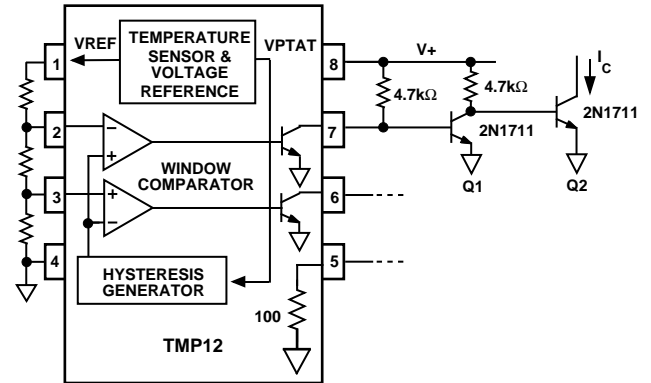 1
VREF
TEMPERATURE
SENSOR &
VOLTAGE
REFERENCE
VPTAT
8
V+
IC
4.7kΩ
4.7kΩ
2
−
+
7
2N1711
2N1711
WINDOW
COMPARATOR
Q1
Q2
3
+
−
6
4
HYSTERESIS
GENERATOR
5
100
TMP12